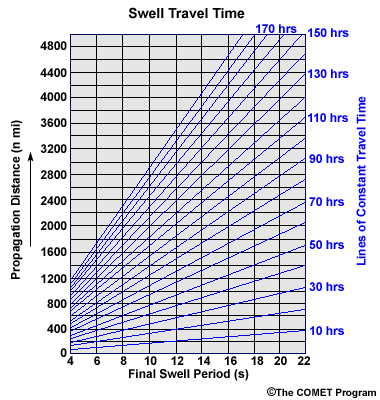 Swell Travel Time
170 hrs
150 hrs
130 hrs
110 hrs
90 hrs
70 hrs
50 hrs
30 hrs
10 hrs
Lines of Constant Travel Time
Propagation Distance (n mi)
4800
4400
4000
3600
3200
2800
2400
2000
1600
1200
800
400
0
4 6 8 10 12 14 16 18 20 22
Final Swell Period (s)
©The COMET Program